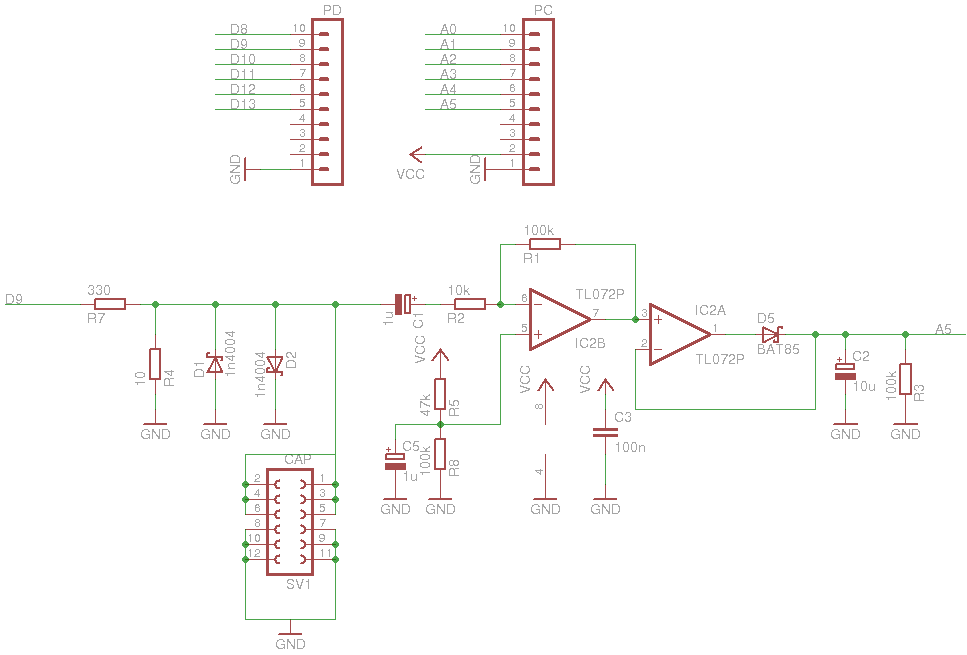 PD
PC
D8 10
D9 9
D10 8
D11 7
D12 6
D13 5
4
3
2
GND 1
A0 10
A1 9
A2 8
A3 7
A4 6
A5 5
4
3
VCC 2
GND 1
D9
330
R7
10
R4
GND
D1
1n4004
GND
1n4004
D2
GND
1u
C1
+
10k
R2
100k
R1
6
5
7
TL072P
IC2B
3
2
1
IC2A
TL072P
D5
BAT85
A5
C2
+
10u
GND
100k
R3
GND
VCC
47k
R5
C5
+
1u
GND
100k
R8
GND
VCC
8
4
GND
VCC
C3
100n
GND
CAP
2 1
4 3
6 5
8 7
10 9
12 11
SV1
GND